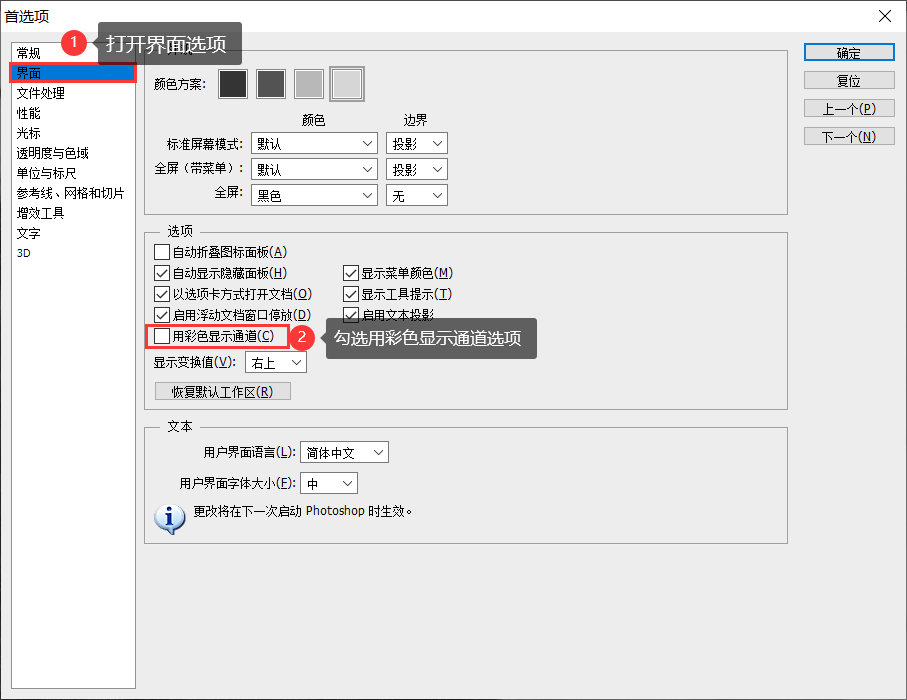 首选项
常规
界面
文件处理
性能
光标
透明度与色域
单位与标尺
参考线、网格和切片
增效工具
文字
3D
1
打开界面选项
颜色方案:
颜色
边界
标准屏幕模式:
默认
投影
全屏（带菜单）:
默认
投影
全屏:
黑色
无
选项
自动折叠图标面板(A)
自动显示隐藏面板(H)
显示菜单颜色(M)
以选项卡方式打开文档(O)
显示工具提示(T)
启用浮动文档窗口停放(D)
启用文本投影
用彩色显示通道(C)
2
勾选用彩色显示通道选项
显示变换值(V):
右上
恢复默认工作区(R)
文本
用户界面语言(L):
简体中文
用户界面字体大小(F):
中
更改将在下一次启动 Photoshop 时生效。
确定
复位
上一个(P)
下一个(N)